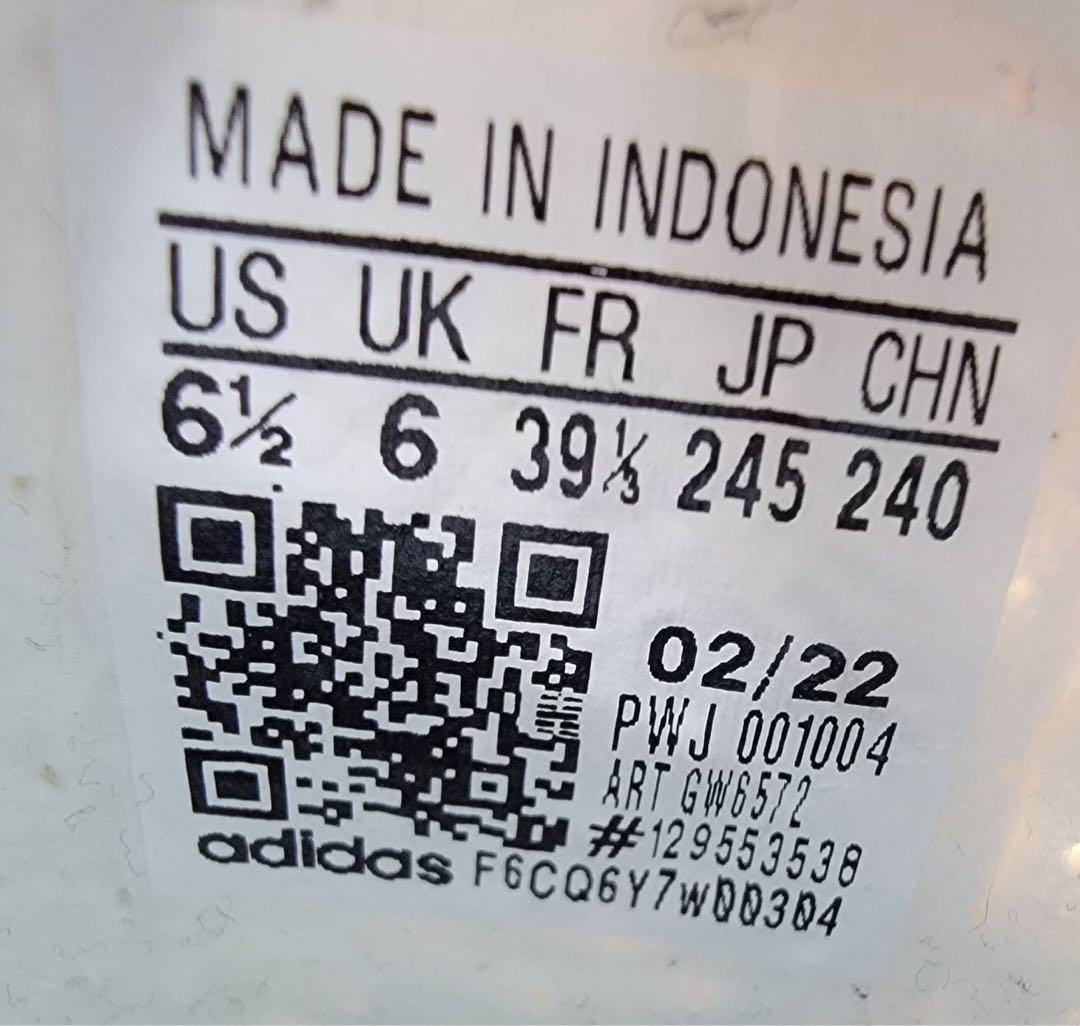 MADE IN INDONESIA
US UK FR JP CHN
6½ 6 39⅓ 245 240
02/22
PWJ 001004
ART GW6572
#129553538
adidas F6CQ6Y7W00304